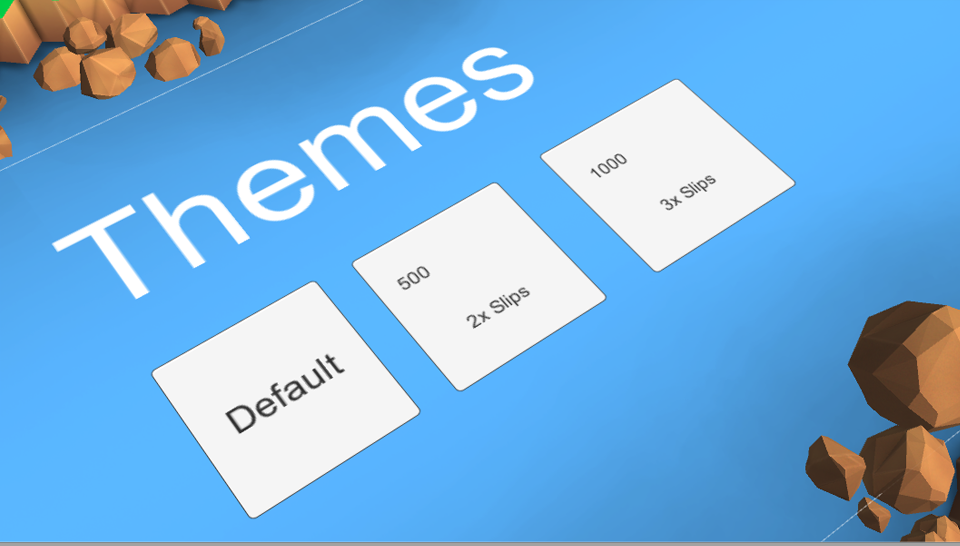 Themes
Default
500
2x Slips
1000
3x Slips